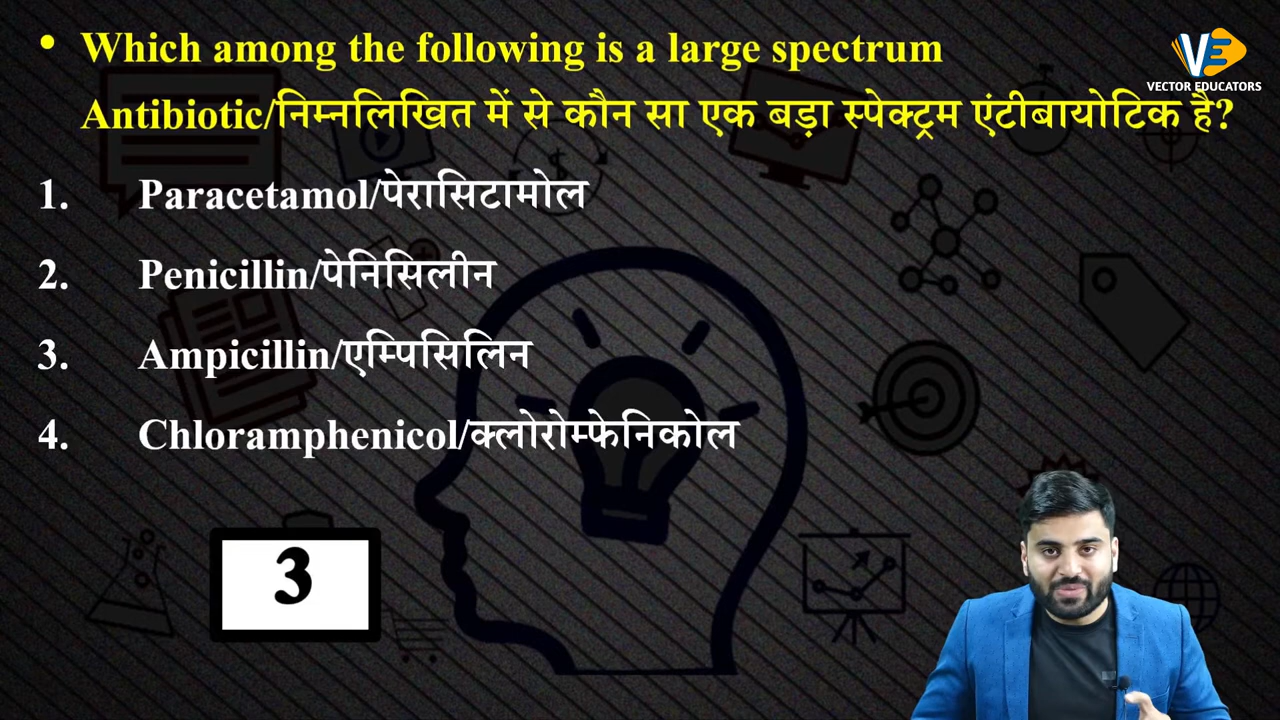 • Which among the following is a large spectrum
Antibiotic/निम्नलिखित में से कौन सा एक बड़ा स्पेक्ट्रम एंटीबायोटिक है?
1. Paracetamol/पेरासिटामोल
2. Penicillin/पेनिसिलीन
3. Ampicillin/एम्पिसिलिन
4. Chloramphenicol/क्लोरोम्फेनिकोल
3
VE
VECTOR EDUCATORS